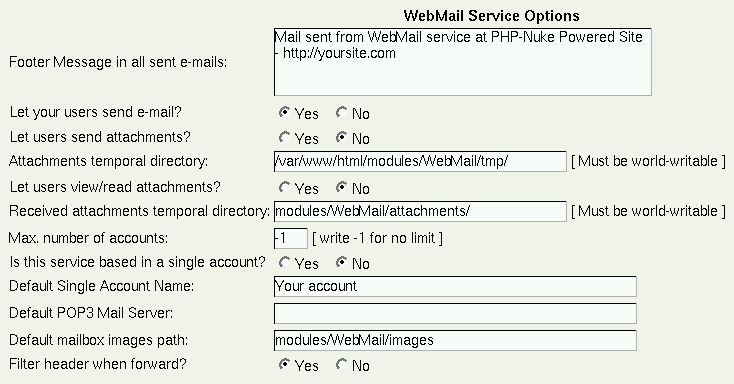 WebMail Service Options
Footer Message in all sent e-mails:
Mail sent from WebMail service at PHP-Nuke Powered Site
- http://yoursite.com
Let your users send e-mail? Yes No
Let users send attachments? Yes No
Attachments temporal directory: /var/www/html/modules/WebMail/tmp/ [ Must be world-writable ]
Let users view/read attachments? Yes No
Received attachments temporal directory: modules/WebMail/attachments/ [ Must be world-writable ]
Max. number of accounts: -1 [ write -1 for no limit ]
Is this service based in a single account? Yes No
Default Single Account Name: Your account
Default POP3 Mail Server:
Default mailbox images path: modules/WebMail/images
Filter header when forward? Yes No